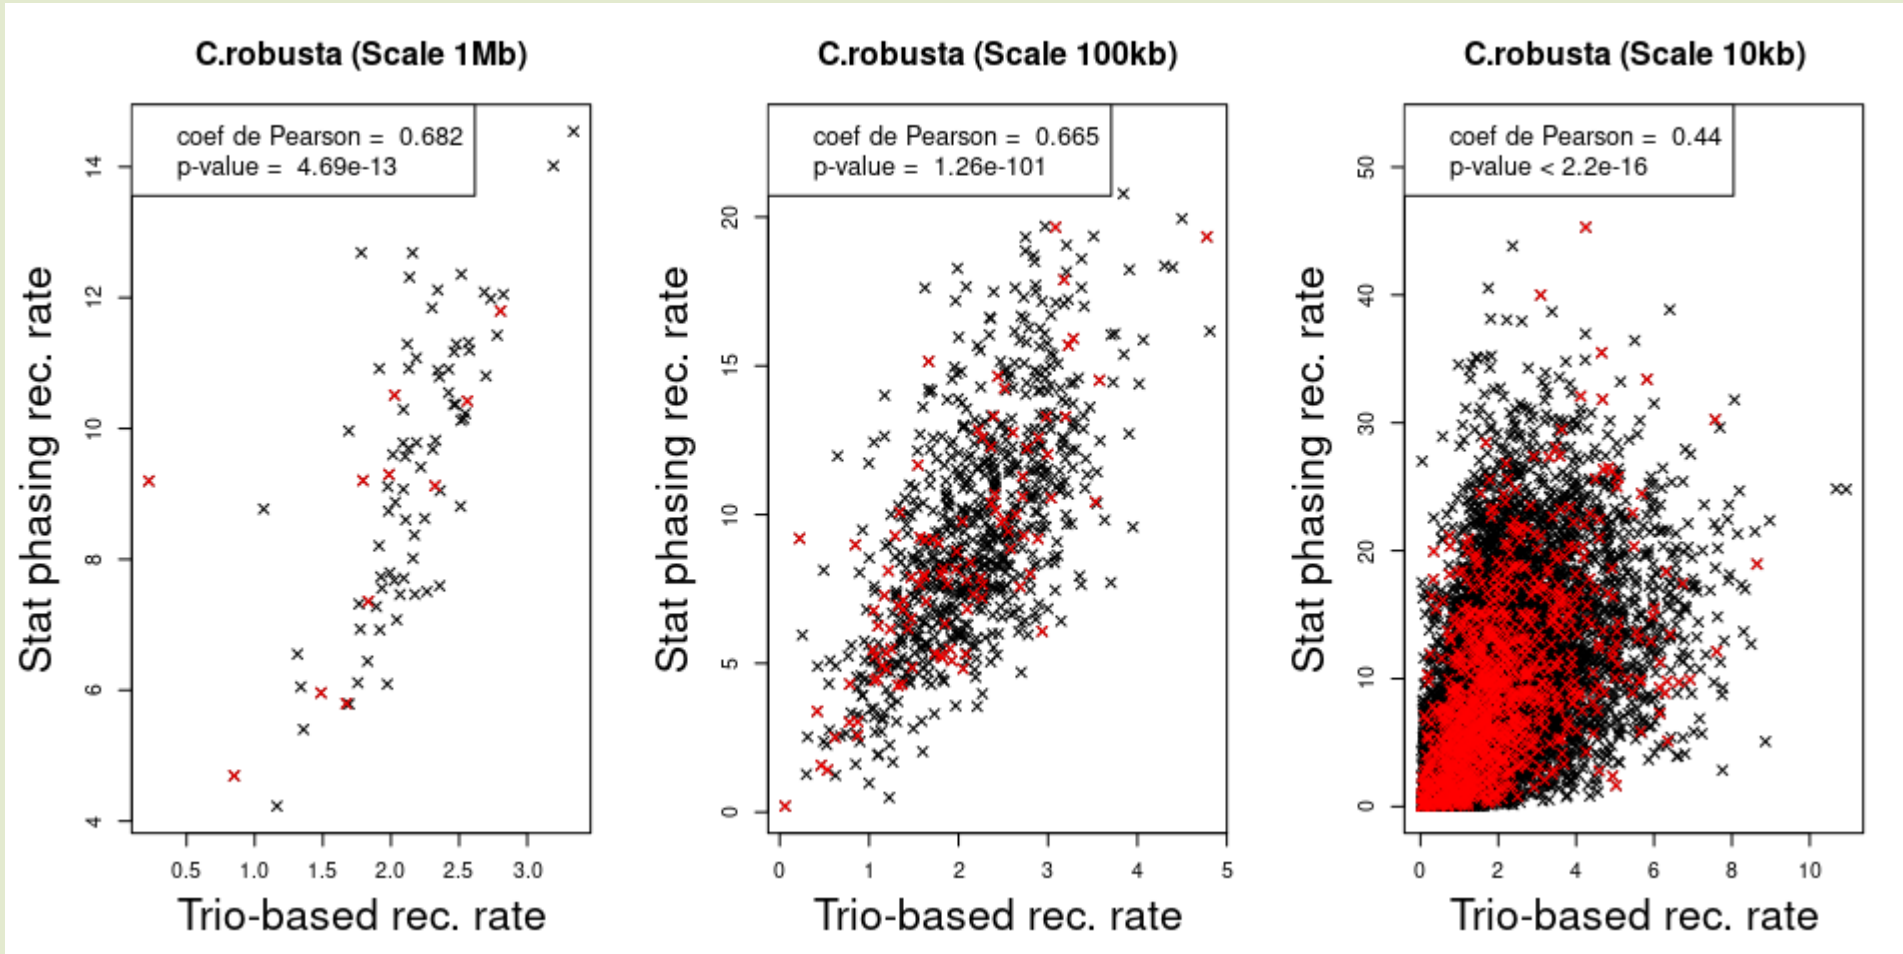 C.robusta (Scale 1Mb)
coef de Pearson = 0.682
p-value = 4.69e-13
Stat phasing rec. rate
4
6
8
10
12
14
0.5 1.0 1.5 2.0 2.5 3.0
Trio-based rec. rate
C.robusta (Scale 100kb)
coef de Pearson = 0.665
p-value = 1.26e-101
Stat phasing rec. rate
0
5
10
15
20
0 1 2 3 4 5
Trio-based rec. rate
C.robusta (Scale 10kb)
coef de Pearson = 0.44
p-value < 2.2e-16
Stat phasing rec. rate
0
10
20
30
40
50
0 2 4 6 8 10
Trio-based rec. rate